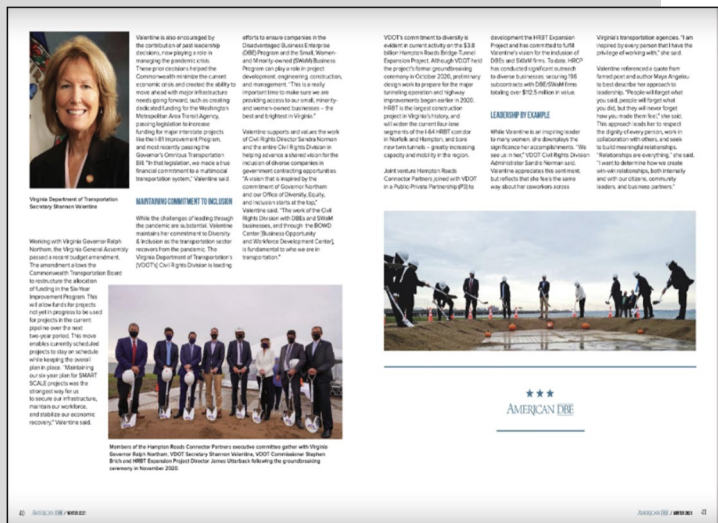 Valentine is also encouraged by
the contribution of past leadership
decisions, now playing a role in
managing the pandemic crisis.
These prior decisions helped the
Commonwealth minimize the current
economic crisis and created the ability to
move ahead with major infrastructure
needs going forward, such as creating
dedicated funding for the Washington
Metropolitan Area Transit Agency,
passing legislation to increase
funding for major interstate projects
like the I-81 Improvement Program,
and most recently passing the
Governor's Omnibus Transportation
Bill. "In that legislation, we made a true
financial commitment to a multimodal
transportation system," Valentine said.
MAINTAINING COMMITMENT TO INCLUSION
While the challenges of leading through
the pandemic are substantial, Valentine
maintains her commitment to Diversity
& Inclusion as the transportation sector
recovers from the pandemic. The
Virginia Department of Transportation's
(VDOT's) Civil Rights Division is leading
efforts to ensure companies in the
Disadvantaged Business Enterprise
(DBE) Program and the Small, Women-
and Minority-owned (SWaM) Business
Program can play a role in project
development, engineering, construction,
and management. "This is a really
important time to make sure we are
providing access to our small, minority-
and women-owned businesses – the
best and brightest in Virginia."
Valentine supports and values the work
of Civil Rights Director Sandra Norman
and the entire Civil Rights Division in
helping advance a shared vision for the
inclusion of diverse companies in
government contracting opportunities.
"A vision that is inspired by the
commitment of Governor Northam
and our Office of Diversity, Equity,
and Inclusion starts at the top,"
Valentine said. "The work of the Civil
Rights Division with DBEs and SWaM
businesses, and through the BOWD
Center [Business Opportunity
and Workforce Development Center],
is fundamental to who we are in
transportation."
Virginia Department of Transportation
Secretary Shannon Valentine
Working with Virginia Governor Ralph
Northam, the Virginia General Assembly
passed a recent budget amendment.
The amendment allows the
Commonwealth Transportation Board
to restructure the allocation
of funding in the Six-Year
Improvement Program. This
will allow funds for projects
not yet in progress to be used
for projects in the current
pipeline over the next
two-year period. This move
enables currently scheduled
projects to stay on schedule
while keeping the overall
plan in place. "Maintaining
our six-year plan for SMART
SCALE projects was the
strongest way for us
to secure our infrastructure,
maintain our workforce,
and stabilize our economic
recovery," Valentine said.
Members of the Hampton Roads Connector Partners executive committee gather with Virginia
Governor Ralph Northam, VDOT Secretary Shannon Valentine, VDOT Commissioner Stephen
Brich and HRBT Expansion Project Director James Utterback following the groundbreaking
ceremony in November 2020.
40 AMERICAN DBE / WINTER 2021
VDOT's commitment to diversity is
evident in current activity on the $3.8
billion Hampton Roads Bridge-Tunnel
Expansion Project. Although VDOT held
the project's formal groundbreaking
ceremony in October 2020, preliminary
design work to prepare for the major
tunneling operation and highway
improvements began earlier in 2020.
HRBT is the largest construction
project in Virginia's history, and
will widen the current four-lane
segments of the I-64 HRBT corridor
in Norfolk and Hampton, and bore
new twin tunnels – greatly increasing
capacity and mobility in the region.
Joint venture Hampton Roads
Connector Partners joined with VDOT
in a Public-Private Partnership (P3) to
development the HRBT Expansion
Project and has committed to fulfill
Valentine's vision for the inclusion of
DBEs and SWaM firms. To date, HRCP
has conducted significant outreach
to diverse businesses, securing 196
subcontracts with DBE/SWaM firms
totaling over $112.5 million in value.
LEADERSHIP BY EXAMPLE
While Valentine is an inspiring leader
to many women, she downplays the
significance her accomplishments. "We
see us in her," VDOT Civil Rights Division
Administrator Sandra Norman said.
Valentine appreciates this sentiment,
but reflects that she feels the same
way about her coworkers across
Virginia's transportation agencies. "I am
inspired by every person that I have the
privilege of working with," she said.
Valentine referenced a quote from
famed poet and author Maya Angelou
to best describe her approach to
leadership. "People will forget what
you said, people will forget what
you did, but they will never forget
how you made them feel," she said.
This approach leads her to respect
the dignity of every person, work in
collaboration with others, and seek
to build meaningful relationships.
"Relationships are everything," she said.
"I want to determine how we create
win-win relationships, both internally
and with our citizens, community
leaders, and business partners."
AMERICAN DBE
AMERICAN DBE / WINTER 2021 41